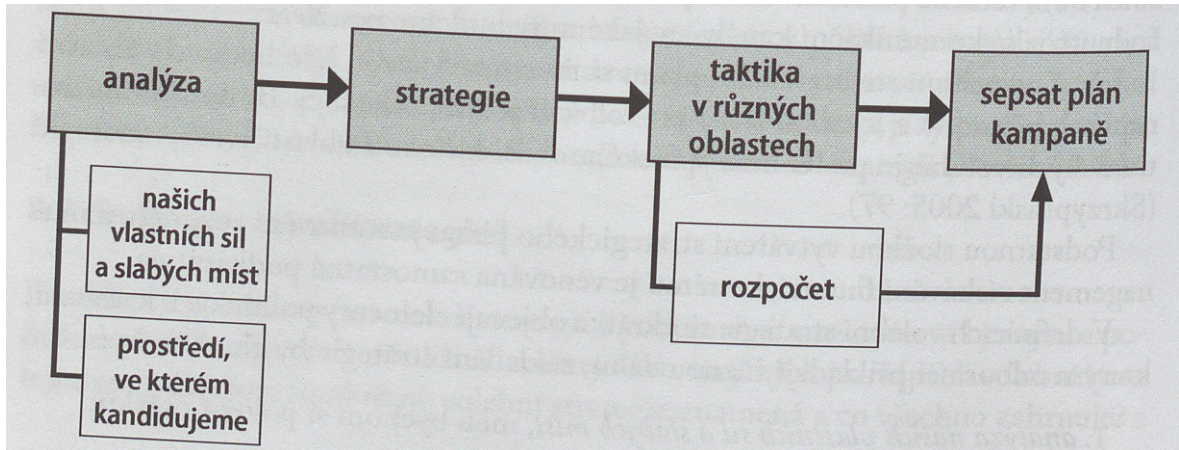 analýza
strategie
taktika
v různých
oblastech
sepsat plán
kampaně
našich
vlastních sil
a slabých míst
prostředí,
ve kterém
kandidujeme
rozpočet